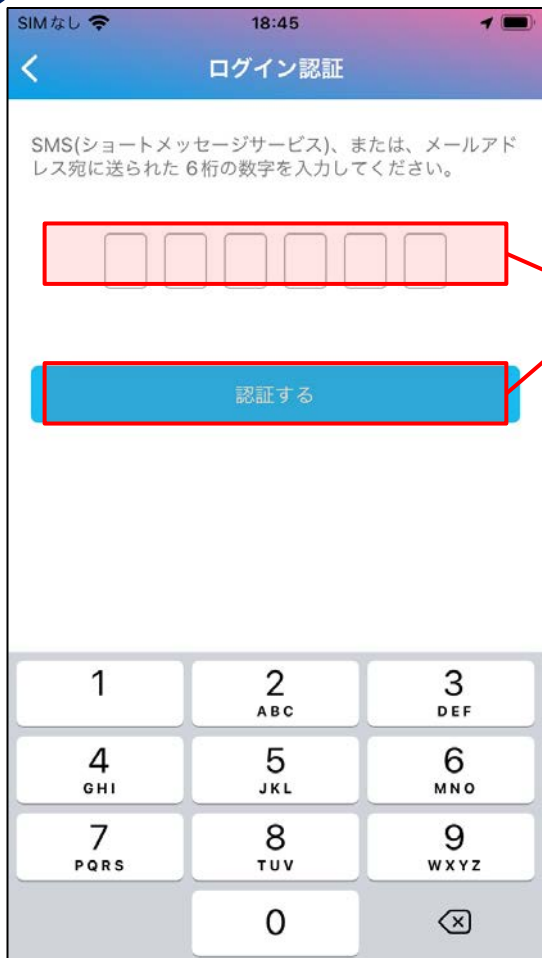 SIMなし 18:45
ログイン認証
SMS(ショートメッセージサービス)、または、メールアド
レス宛に送られた 6桁の数字を入力してください。
認証する
1 2 3
ABC DEF
4 5 6
GHI JKL MNO
7 8 9
PQRS TUV WXYZ
0